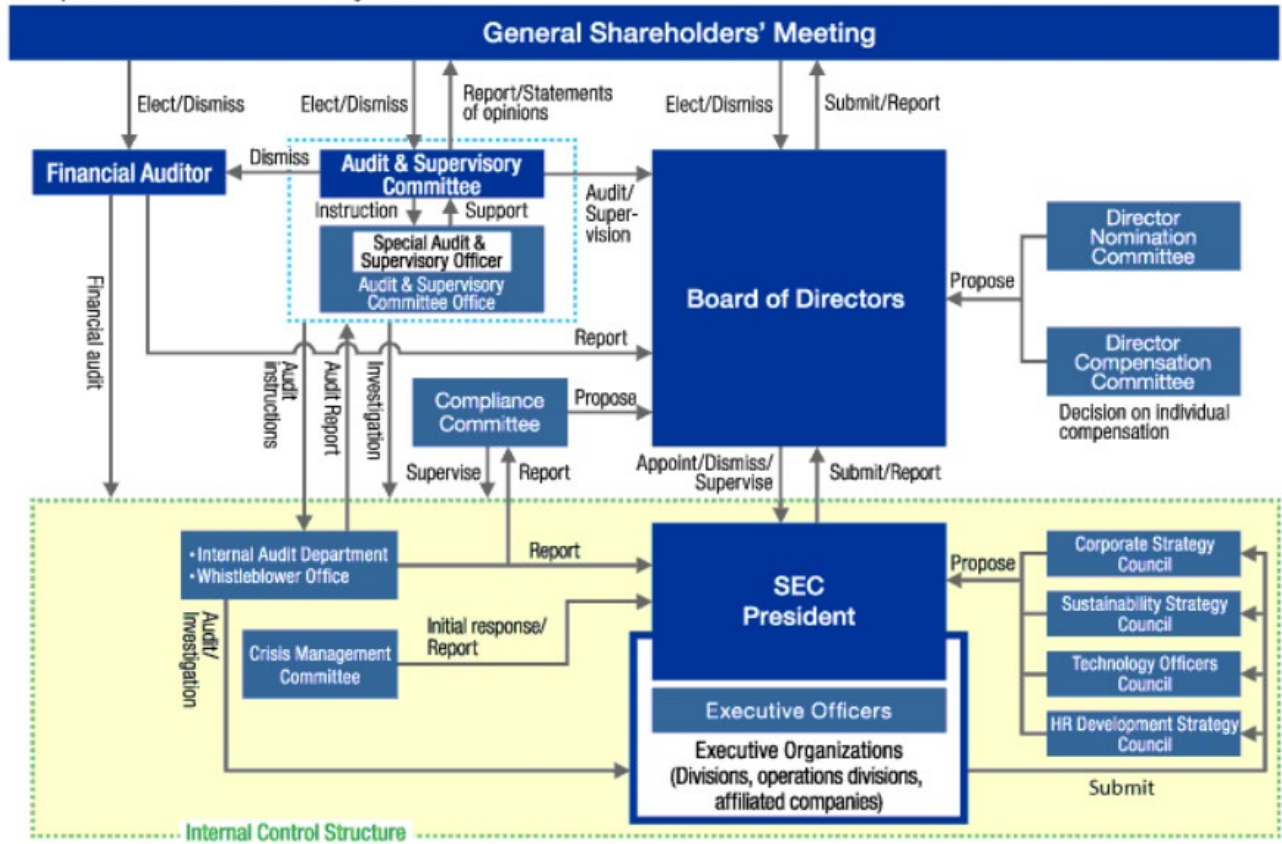 General Shareholders' Meeting
Elect/Dismiss
Elect/Dismiss
Report/Statements
of opinions
Elect/Dismiss
Submit/Report
Financial Auditor
Dismiss
Audit & Supervisory
Committee
Audit/
Super-
vision
Instruction
Support
Special Audit &
Supervisory Officer
Audit & Supervisory
Committee Office
Board of Directors
Director
Nomination
Committee
Propose
Director
Compensation
Committee
Decision on individual
compensation
Financial audit
Report
Audit
instructions
Audit Report
Investigation
Compliance
Committee
Propose
Supervise
Report
Appoint/Dismiss/
Supervise
Submit/Report
• Internal Audit Department
• Whistleblower Office
Report
SEC
President
Propose
Corporate Strategy
Council
Sustainability Strategy
Council
Technology Officers
Council
HR Development Strategy
Council
Audit/
Investigation
Crisis Management
Committee
Initial response/
Report
Executive Officers
Executive Organizations
(Divisions, operations divisions,
affiliated companies)
Submit
Internal Control Structure